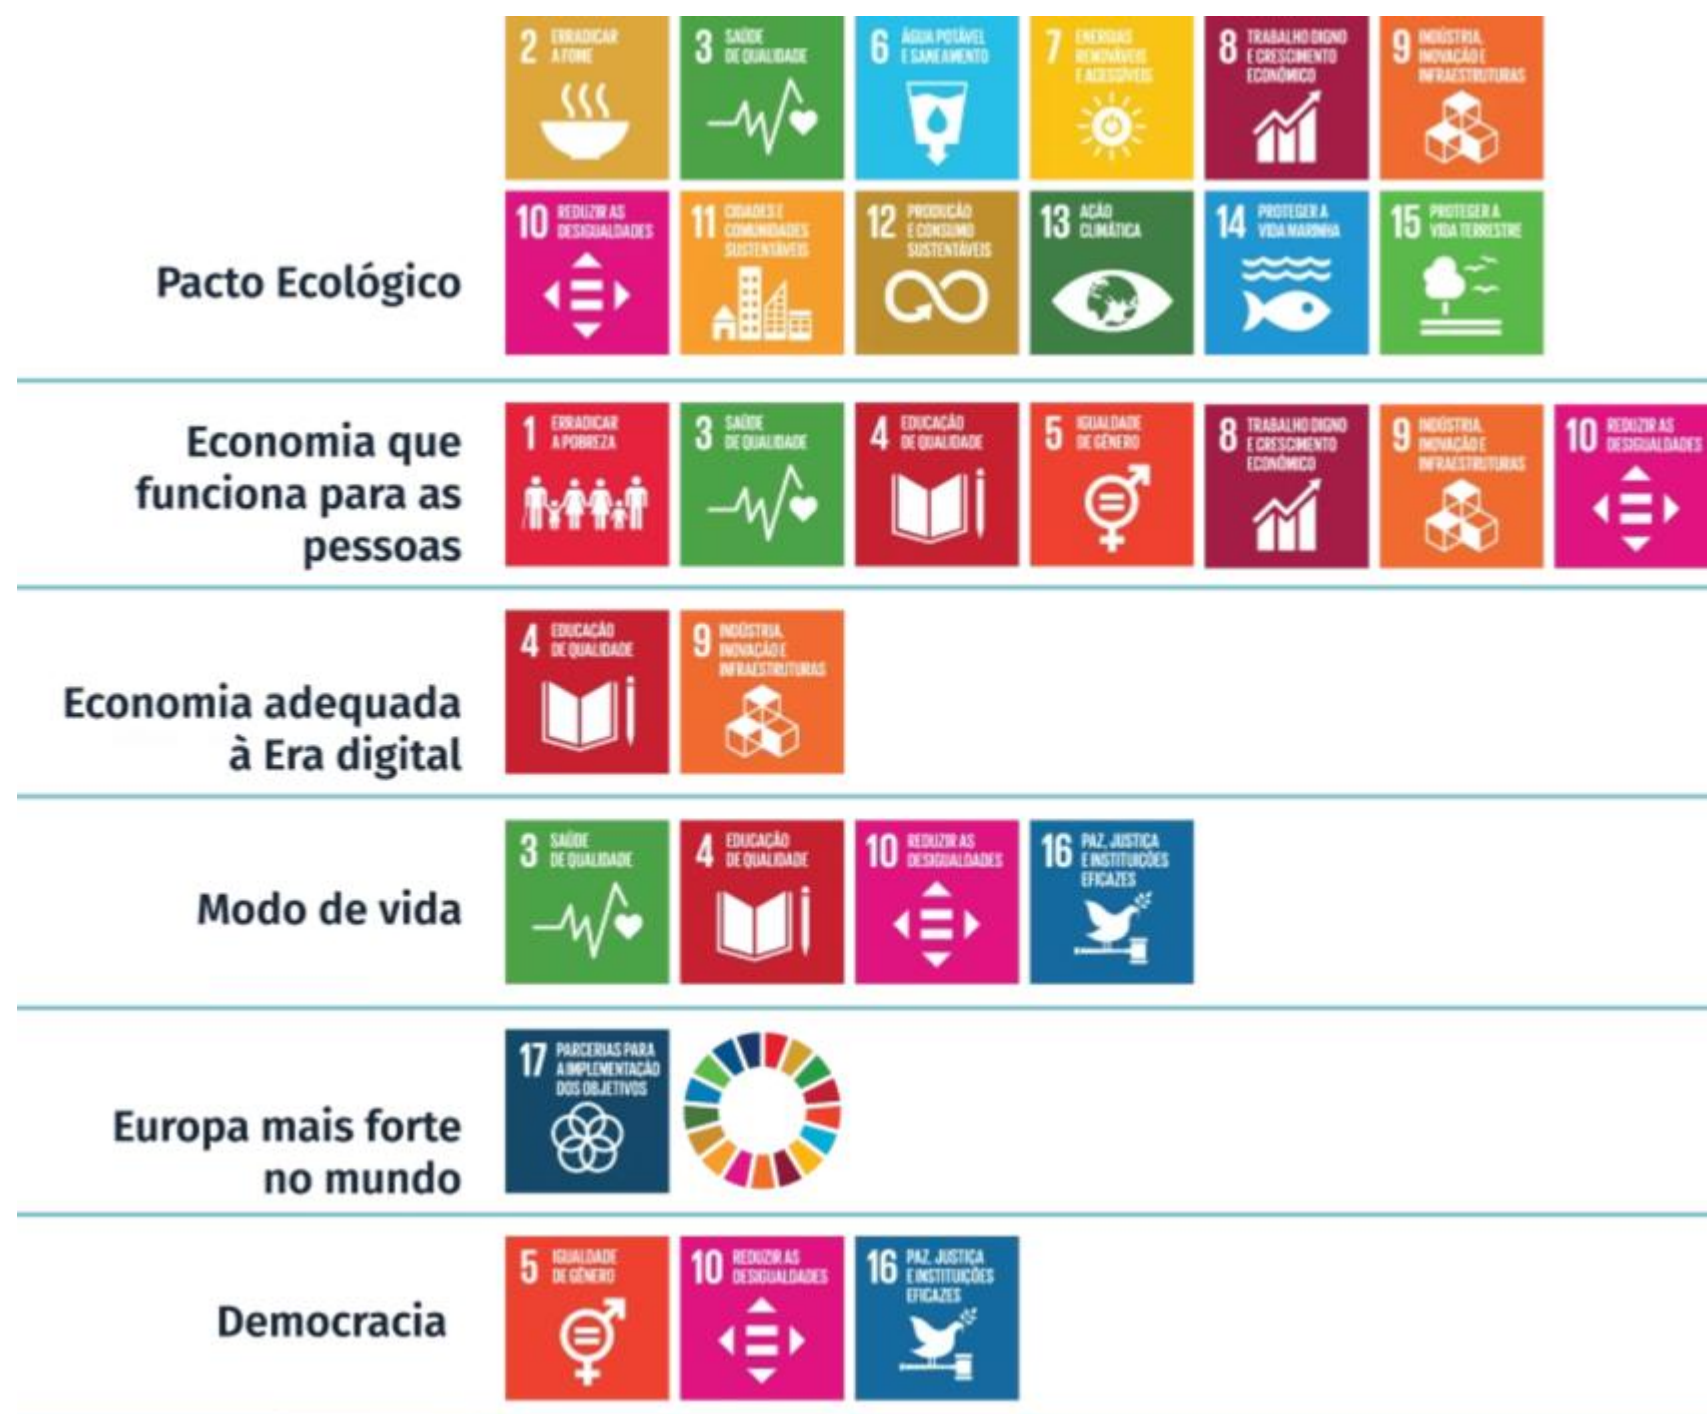 2 ERRADICAR
A FOME
3 SAÚDE
DE QUALIDADE
6 ÁGUA POTÁVEL
E SANEAMENTO
7 ENERGIAS
RENOVÁVEIS
E ACESSÍVEIS
8 TRABALHO DIGNO
E CRESCIMENTO
ECONÓMICO
9 INDÚSTRIA,
INOVAÇÃO E
INFRAESTRUTURAS
Pacto Ecológico
10 REDUZIR AS
DESIGUALDADES
11 CIDADES E
COMUNIDADES
SUSTENTÁVEIS
12 PRODUÇÃO
E CONSUMO
SUSTENTÁVEIS
13 AÇÃO
CLIMÁTICA
14 PROTEGER A
VIDA MARINHA
15 PROTEGER A
VIDA TERRESTRE
Economia que
funciona para as
pessoas
1 ERRADICAR
A POBREZA
3 SAÚDE
DE QUALIDADE
4 EDUCAÇÃO
DE QUALIDADE
5 IGUALDADE
DE GÉNERO
8 TRABALHO DIGNO
E CRESCIMENTO
ECONÓMICO
9 INDÚSTRIA,
INOVAÇÃO E
INFRAESTRUTURAS
10 REDUZIR AS
DESIGUALDADES
Economia adequada
à Era digital
4 EDUCAÇÃO
DE QUALIDADE
9 INDÚSTRIA,
INOVAÇÃO E
INFRAESTRUTURAS
Modo de vida
3 SAÚDE
DE QUALIDADE
4 EDUCAÇÃO
DE QUALIDADE
10 REDUZIR AS
DESIGUALDADES
16 PAZ, JUSTIÇA
E INSTITUIÇÕES
EFICAZES
Europa mais forte
no mundo
17 PARCERIAS PARA
A IMPLEMENTAÇÃO
DOS OBJETIVOS
Democracia
5 IGUALDADE
DE GÉNERO
10 REDUZIR AS
DESIGUALDADES
16 PAZ, JUSTIÇA
E INSTITUIÇÕES
EFICAZES